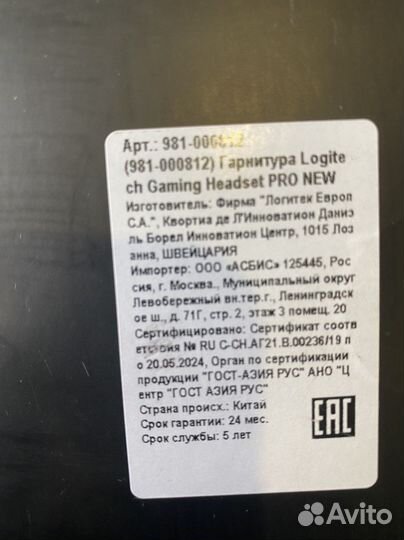 Арт.: 981-000812
(981-000812) Гарнитура Logite
ch Gaming Headset PRO NEW
Изготовитель: Фирма "Логитек Европ
С.А.", Квортиа де Л'Инноватион Даниэ
ль Борел Инноватион Центр, 1015 Лоз
анна, ШВЕЙЦАРИЯ
Импортер: ООО «АСБИС» 125445, Рос
сия, г. Москва., Муниципальный округ
Левобережный вн.тер.г., Ленинградск
ое ш., д. 71Г, стр. 2, этаж 3 помещ. 20
Сертифицировано: Сертификат соотв
етствия № RU C-CH.АГ21.В.00236/19 п
о 20.05.2024, Орган по сертификации
продукции "ГОСТ-АЗИЯ РУС" АНО "Ц
ентр "ГОСТ АЗИЯ РУС"
Страна происх.: Китай
Срок гарантии: 24 мес.
Срок службы: 5 лет
EAC
Avito